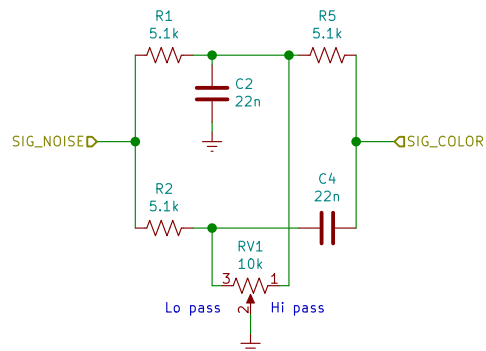 R1
5.1k
R5
5.1k
C2
22n
SIG_NOISE
SIG_COLOR
R2
5.1k
C4
22n
RV1
10k
3
1
2
Lo pass
Hi pass